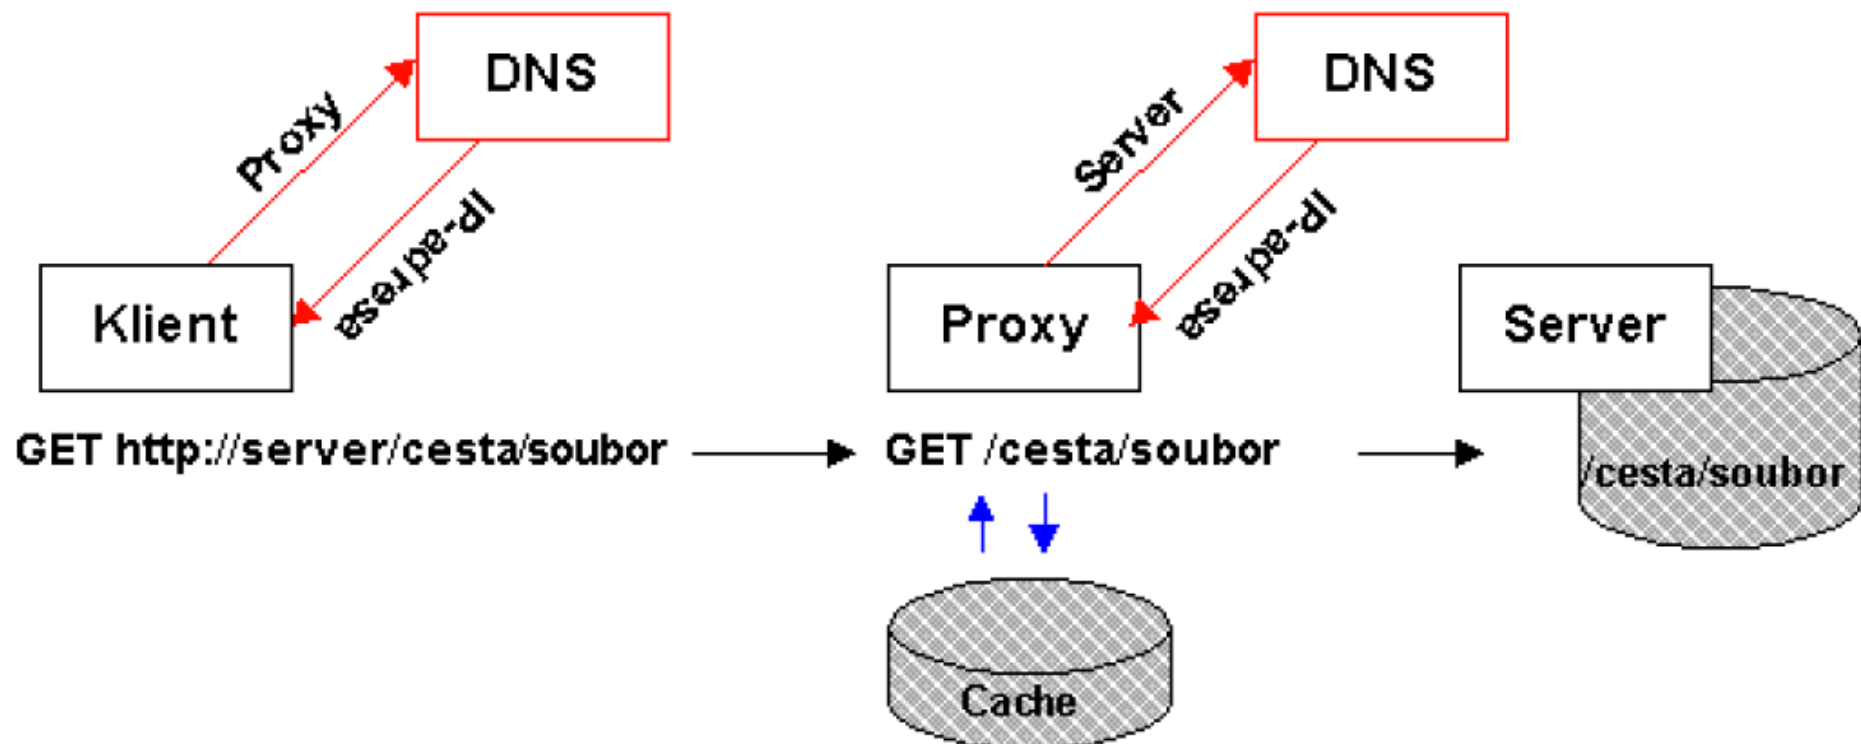 DNS
DNS
Proxy
Server
IP-adresa
IP-adresa
Klient
Proxy
Server
GET http://server/cesta/soubor
GET /cesta/soubor
/cesta/soubor
Cache